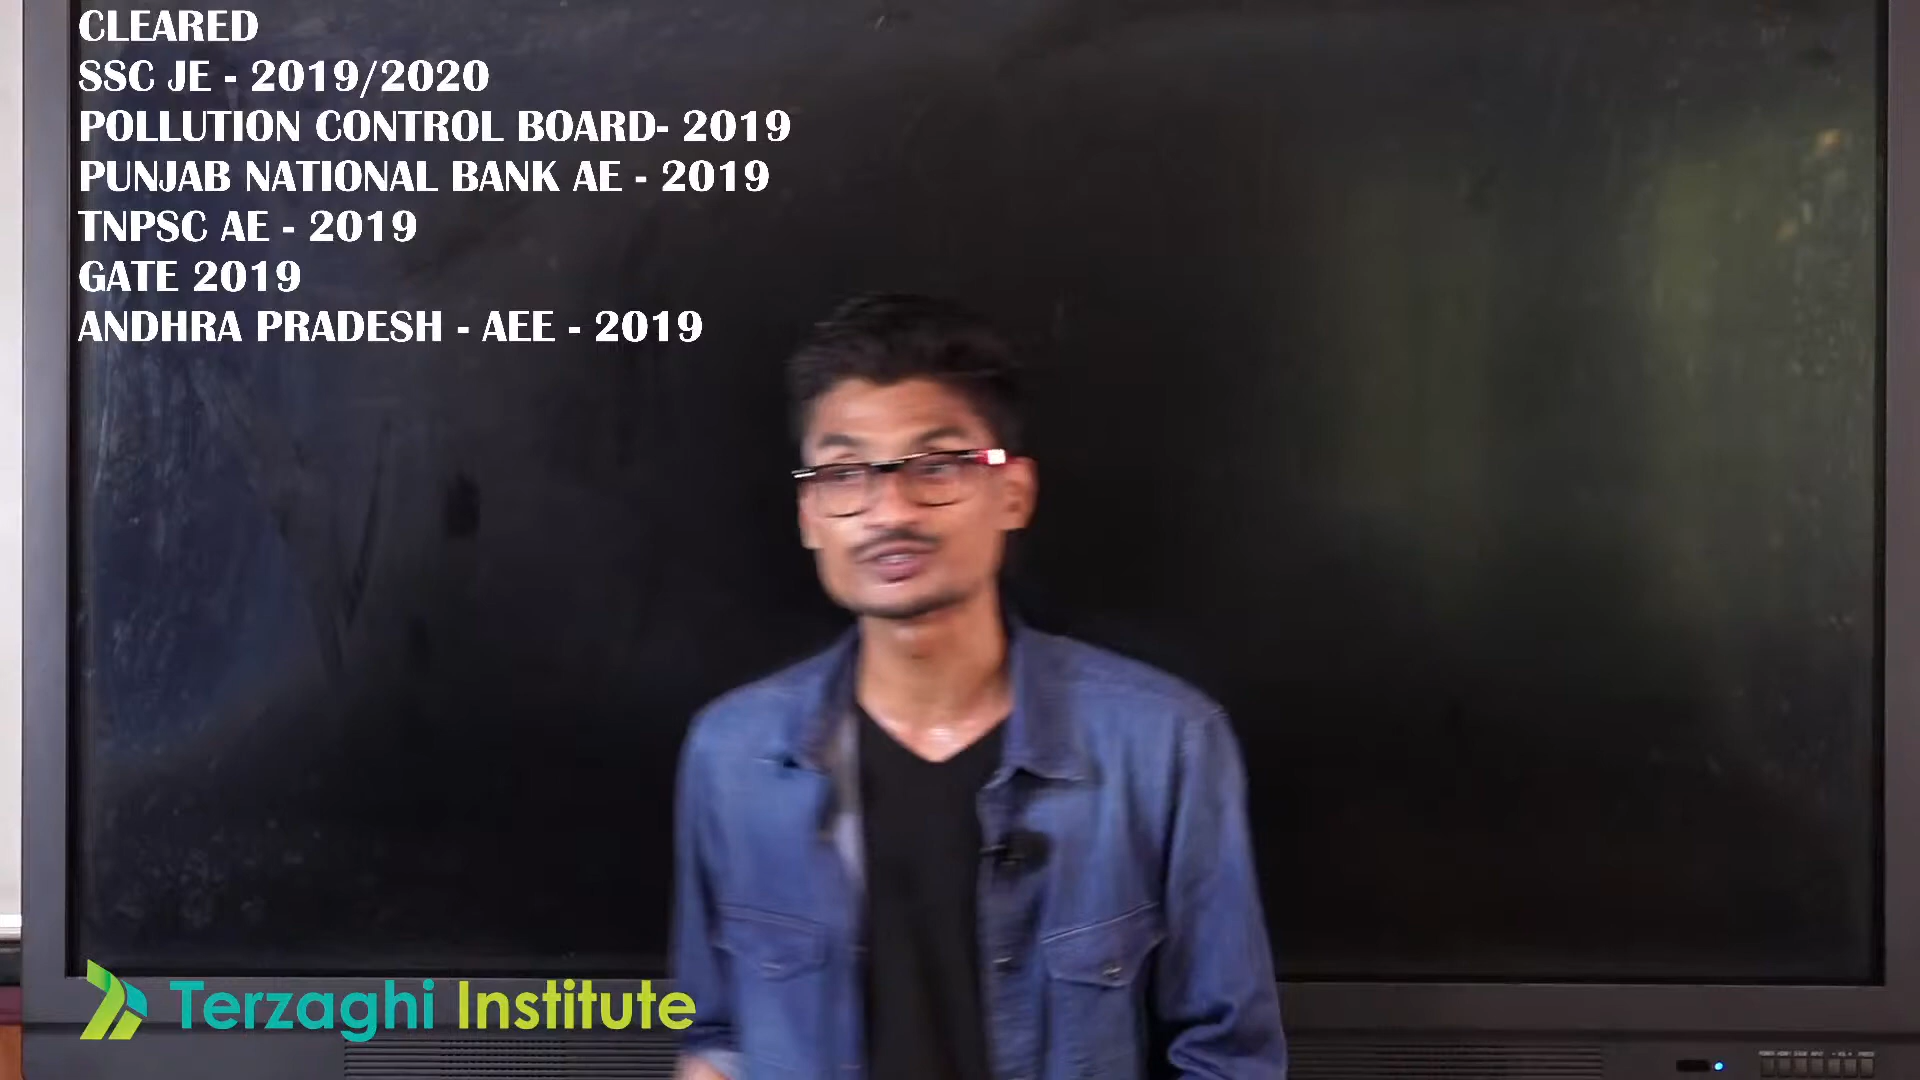 CLEARED
SSC JE - 2019/2020
POLLUTION CONTROL BOARD- 2019
PUNJAB NATIONAL BANK AE - 2019
TNPSC AE - 2019
GATE 2019
ANDHRA PRADESH - AEE - 2019
Terzaghi Institute